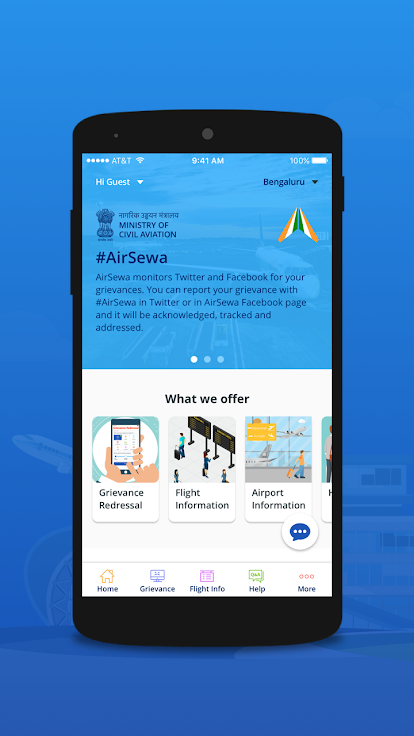 AT&T 9:41 AM 100%
Hi Guest Bengaluru
नागरिक उड्डयन मंत्रालय
MINISTRY OF
CIVIL AVIATION
#AirSewa
AirSewa monitors Twitter and Facebook for your
grievances. You can report your grievance with
#AirSewa in Twitter or in AirSewa Facebook page
and it will be acknowledged, tracked and
addressed.
What we offer
Grievance
Redressal
Flight
Information
Airport
Information
H
Home Grievance Flight Info Help More